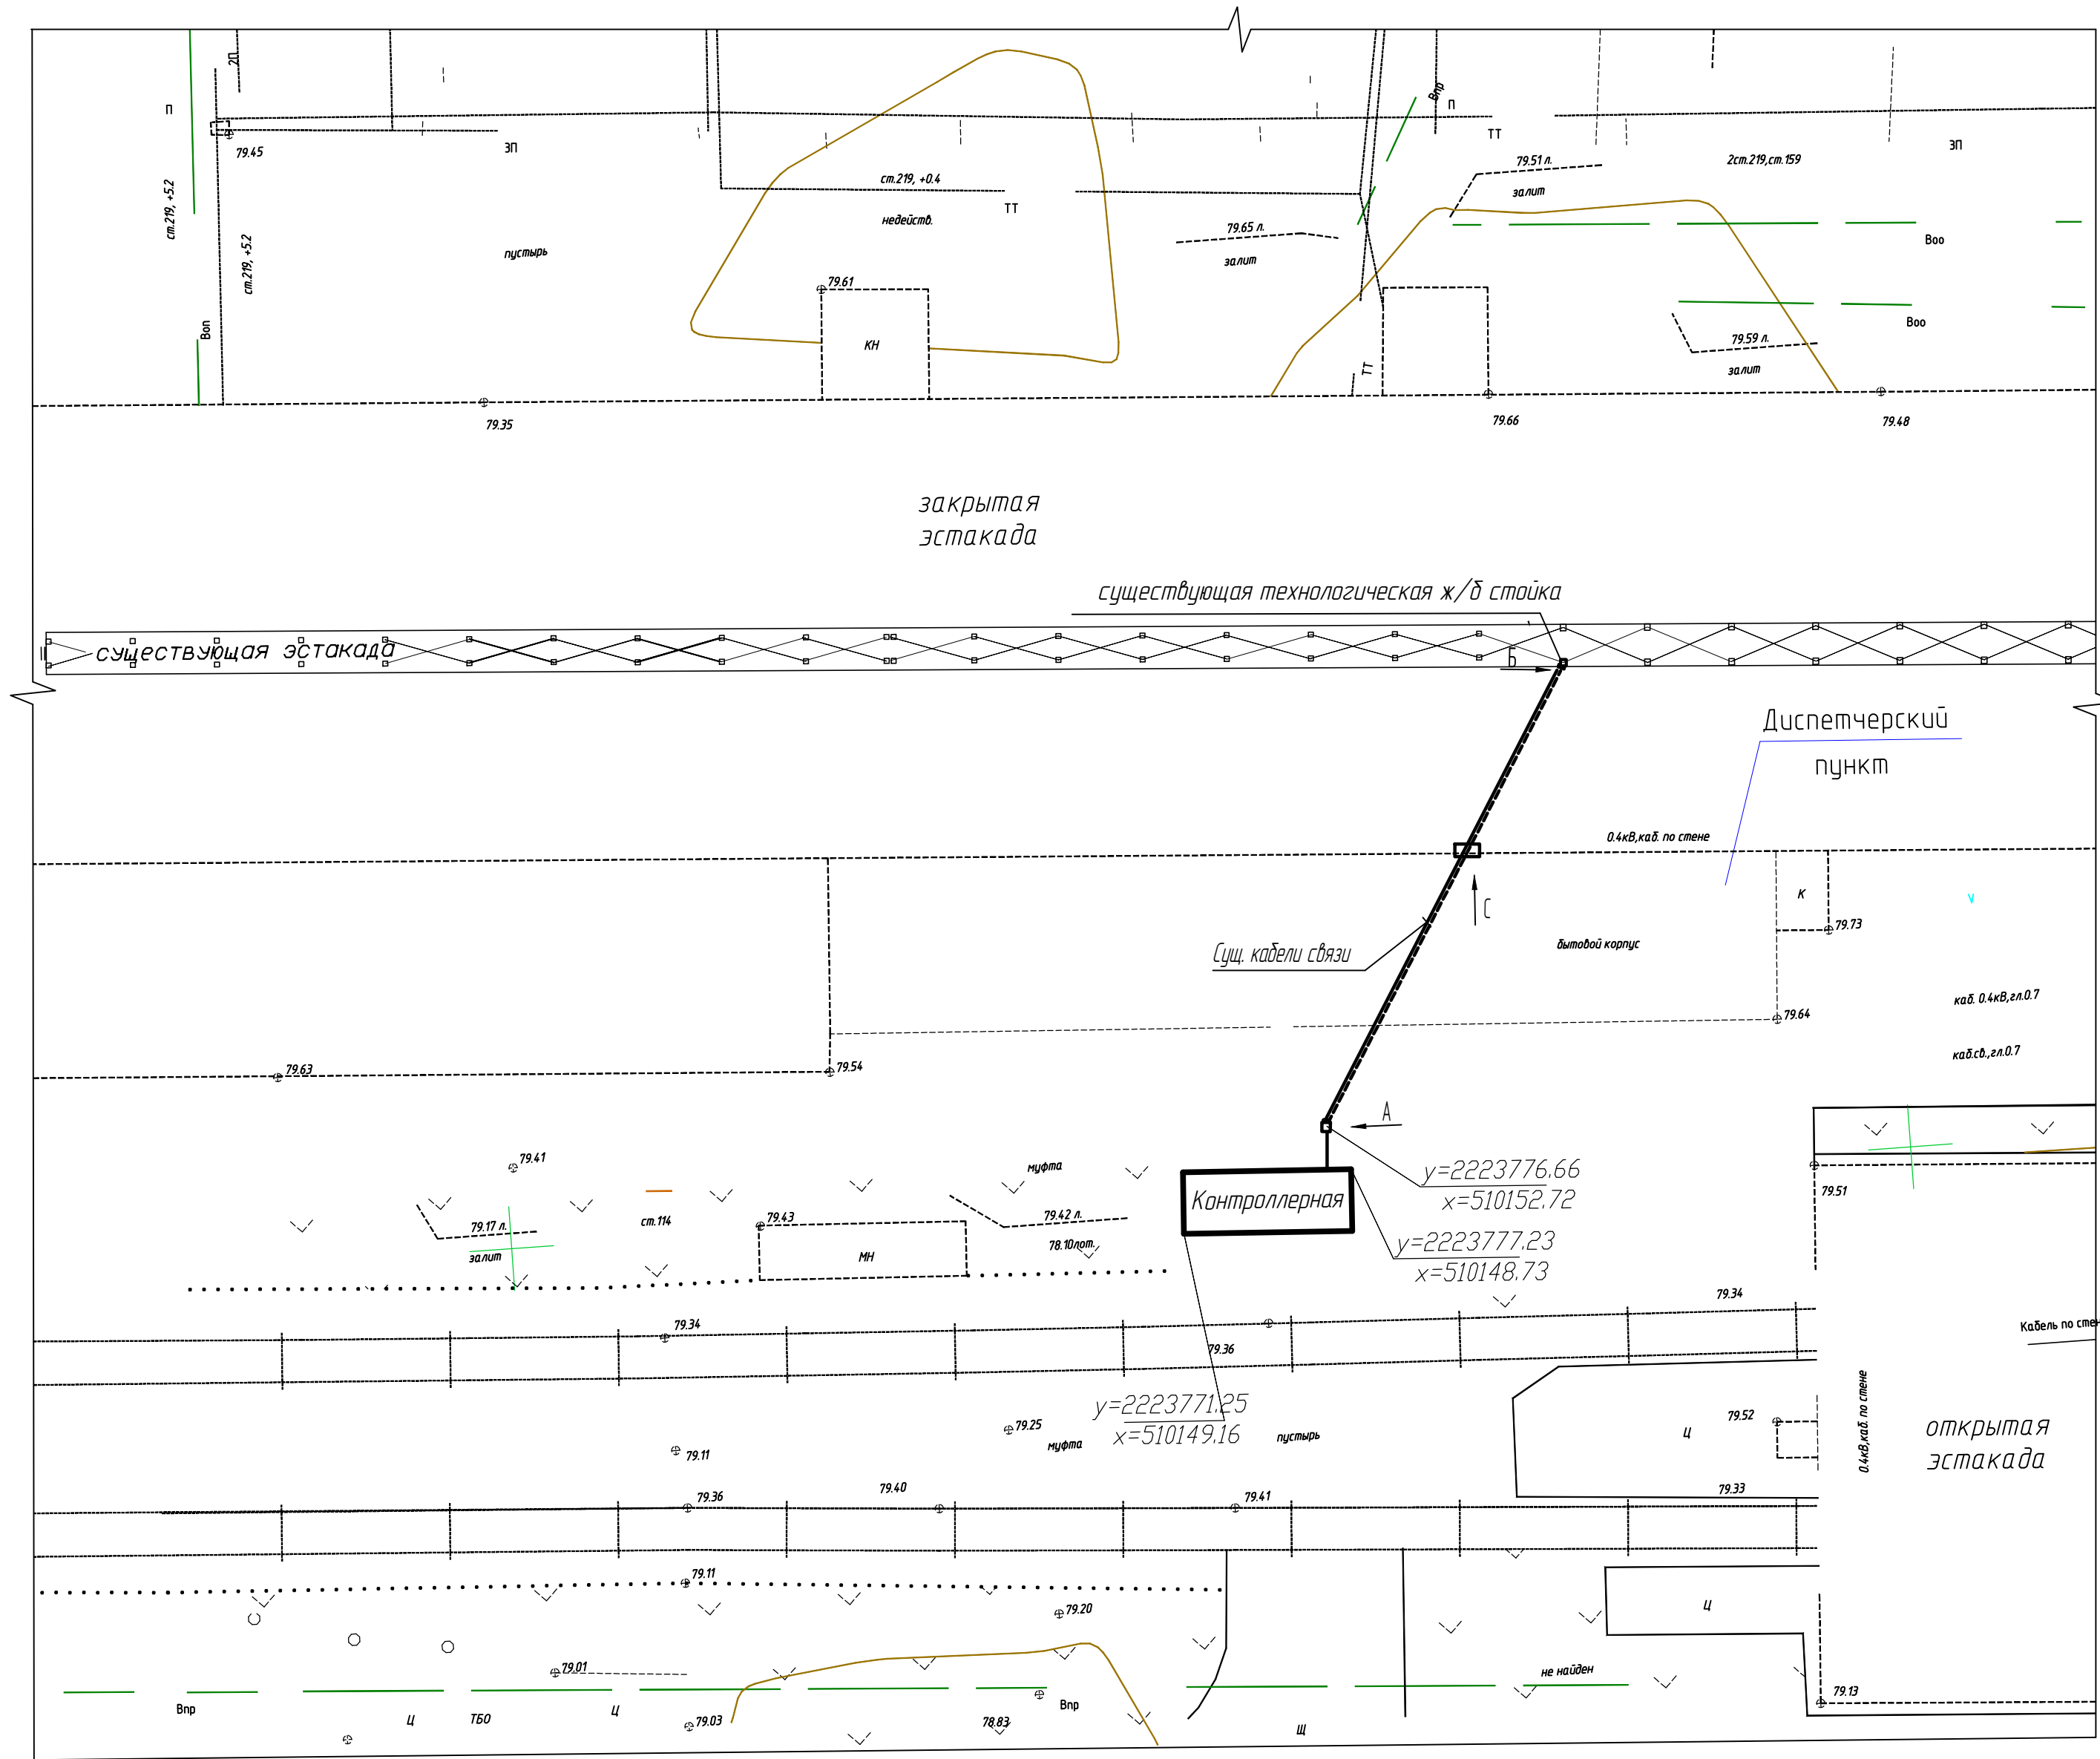 2П
П
Впр
П
79.45
ЗП
ТТ
79.51 л.
залит
2ст.219,ст.159
ЗП
ст.219, +5.2
ст.219, +5.2
ст.219, +0.4
ТТ
недейств.
пустырь
79.65 л.
залит
Воо
79.61
КН
Воп
Воо
79.59 л.
залит
ТТ
79.35
79.66
79.48
закрытая
эстакада
существующая технологическая ж/б стойка
существующая эстакада
Б
Диспетчерский
пункт
0.4кВ,каб. по стене
К
79.73
С
бытовой корпус
Сущ. кабели связи
каб. 0.4кВ,гл.0.7
79.64
каб.св.,гл.0.7
79.63
79.54
А
79.41
муфта
y=2223776,66
x=510152,72
Контроллерная
79.51
79.17 л.
залит
ст.114
79.43
МН
79.42 л.
78.10лот.
y=2223777,23
x=510148,73
79.34
79.34
79.36
Кабель по стен
y=2223771,25
x=510149,16
79.25
муфта
пустырь
79.11
79.52
Ц
0.4кВ,каб. по стене
открытая
эстакада
79.36
79.40
79.41
79.33
79.11
79.20
Ц
79.01
не найден
79.13
Впр
Ц
ТБО
Ц
79.03
78.83
Впр
Щ